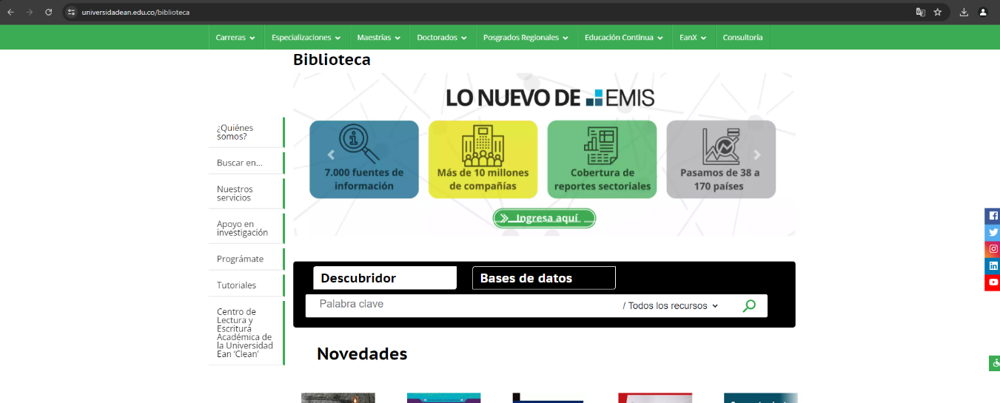 universidadean.edu.co/biblioteca
Carreras
Especializaciones
Maestrías
Doctorados
Posgrados Regionales
Educación Continua
EanX
Consultoría
Biblioteca
LO NUEVO DE EMIS
7.000 fuentes de
información
Más de 10 millones
de compañías
Cobertura de
reportes sectoriales
Pasamos de 38 a
170 países
Ingresa aquí
¿Quiénes
somos?
Buscar en...
Nuestros
servicios
Apoyo en
investigación
Prográmate
Tutoriales
Centro de
Lectura y
Escritura
Académica de
la Universidad
Ean ‘Clean’
Descubridor
Bases de datos
Palabra clave
/ Todos los recursos
Novedades